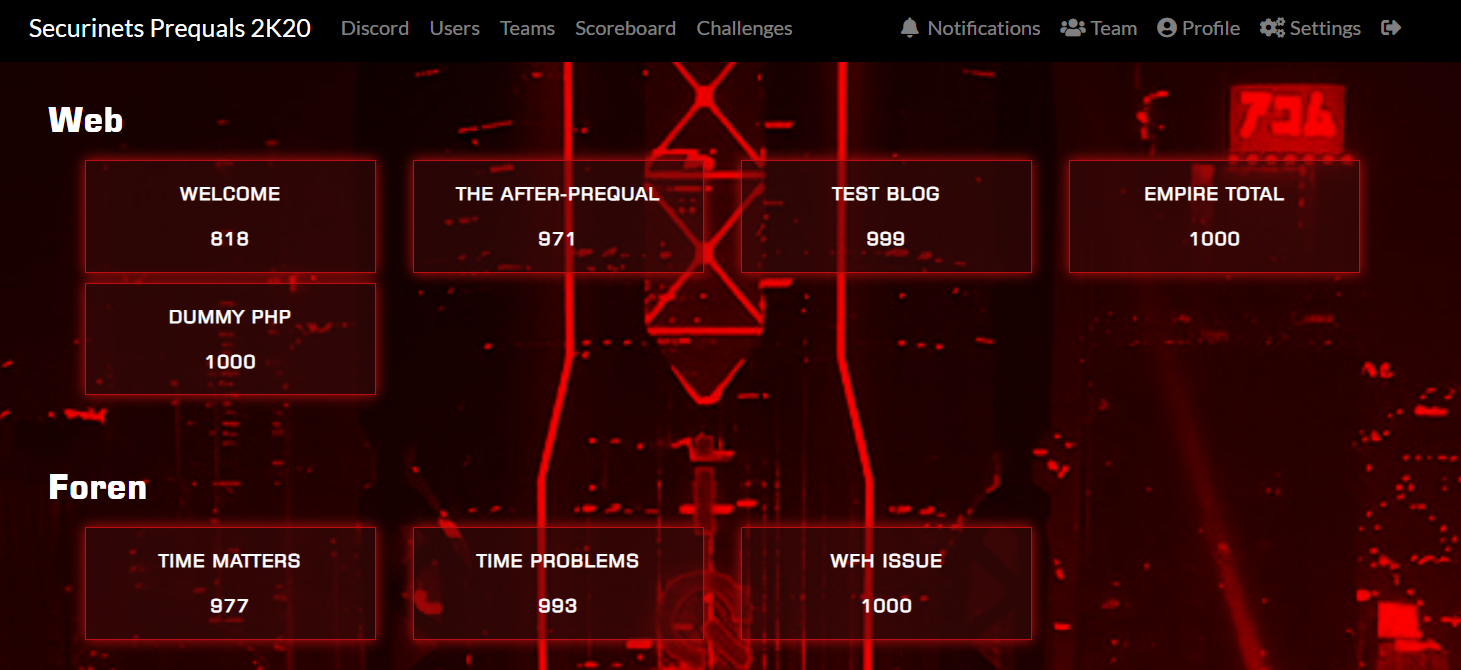 Securinets Prequals 2K20 Discord Users Teams Scoreboard Challenges Notifications Team Profile Settings
Web
WELCOME
818
THE AFTER-PREQUAL
971
TEST BLOG
999
EMPIRE TOTAL
1000
DUMMY PHP
1000
Foren
TIME MATTERS
977
TIME PROBLEMS
993
WFH ISSUE
1000